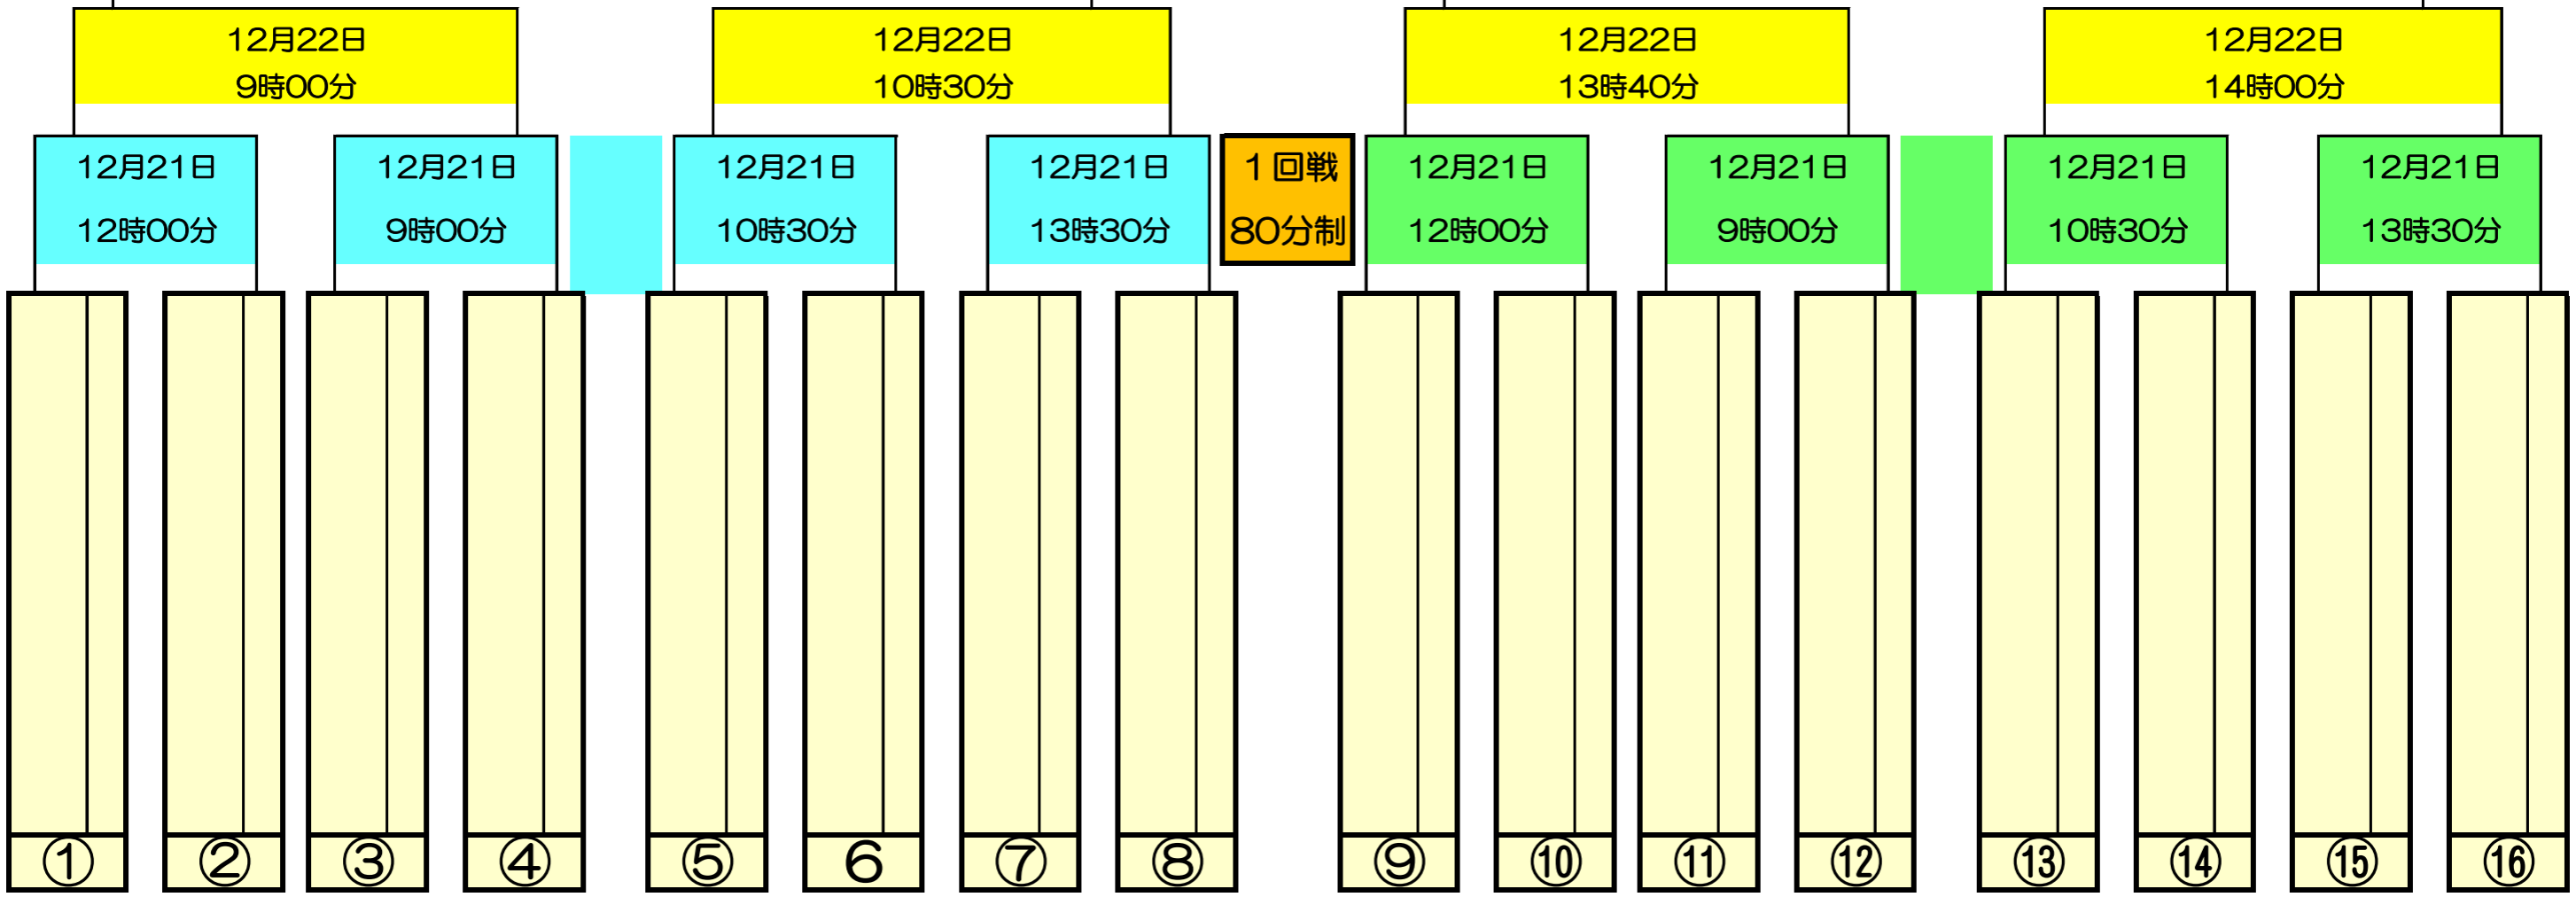 12月22日
9時00分
12月22日
10時30分
12月22日
13時40分
12月22日
14時00分
12月21日
12時00分
12月21日
9時00分
12月21日
10時30分
12月21日
13時30分
1回戦
80分制
12月21日
12時00分
12月21日
9時00分
12月21日
10時30分
12月21日
13時30分
① ② ③ ④ ⑤ 6 ⑦ ⑧ ⑨ ⑩ ⑪ ⑫ ⑬ ⑭ ⑮ ⑯